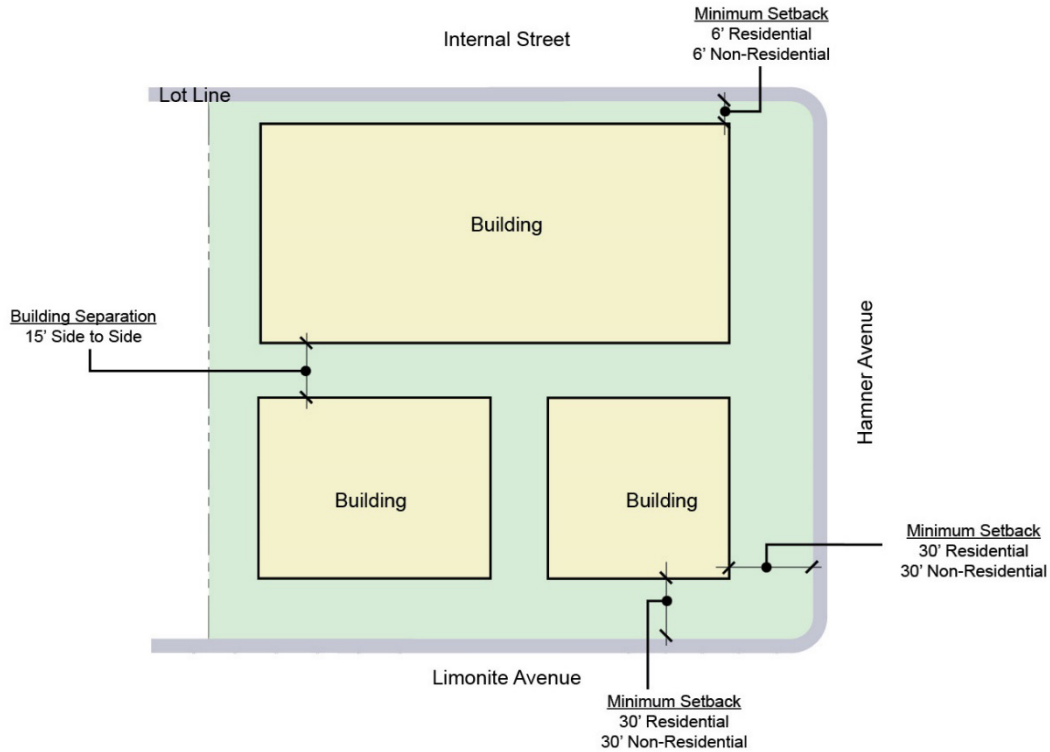 Minimum Setback
6’ Residential
6’ Non-Residential
Internal Street
Lot Line
Building
Building Separation
15’ Side to Side
Hamner Avenue
Building
Building
Minimum Setback
30’ Residential
30’ Non-Residential
Limonite Avenue
Minimum Setback
30’ Residential
30’ Non-Residential